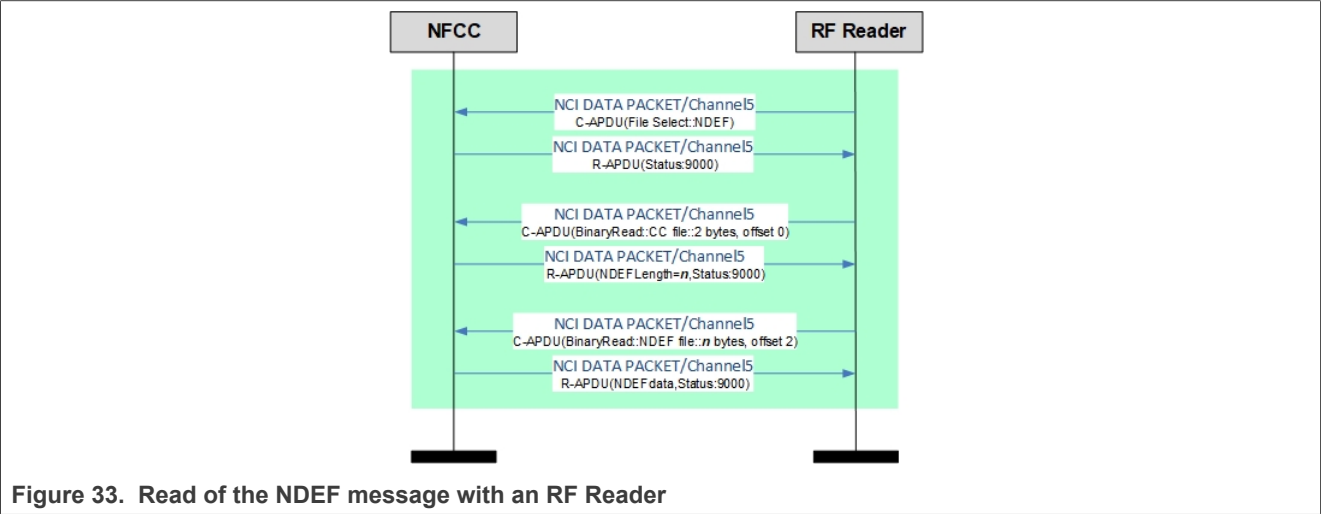 NFCC
RF Reader
NCI DATA PACKET/Channel5
C-APDU(File Select::NDEF)
NCI DATA PACKET/Channel5
R-APDU(Status:9000)
NCI DATA PACKET/Channel5
C-APDU(BinaryRead::CC file::2 bytes, offset 0)
NCI DATA PACKET/Channel5
R-APDU(NDEFLength=n,Status:9000)
NCI DATA PACKET/Channel5
C-APDU(BinaryRead::NDEF file::n bytes, offset 2)
NCI DATA PACKET/Channel5
R-APDU(NDEFdata,Status:9000)
Figure 33. Read of the NDEF message with an RF Reader